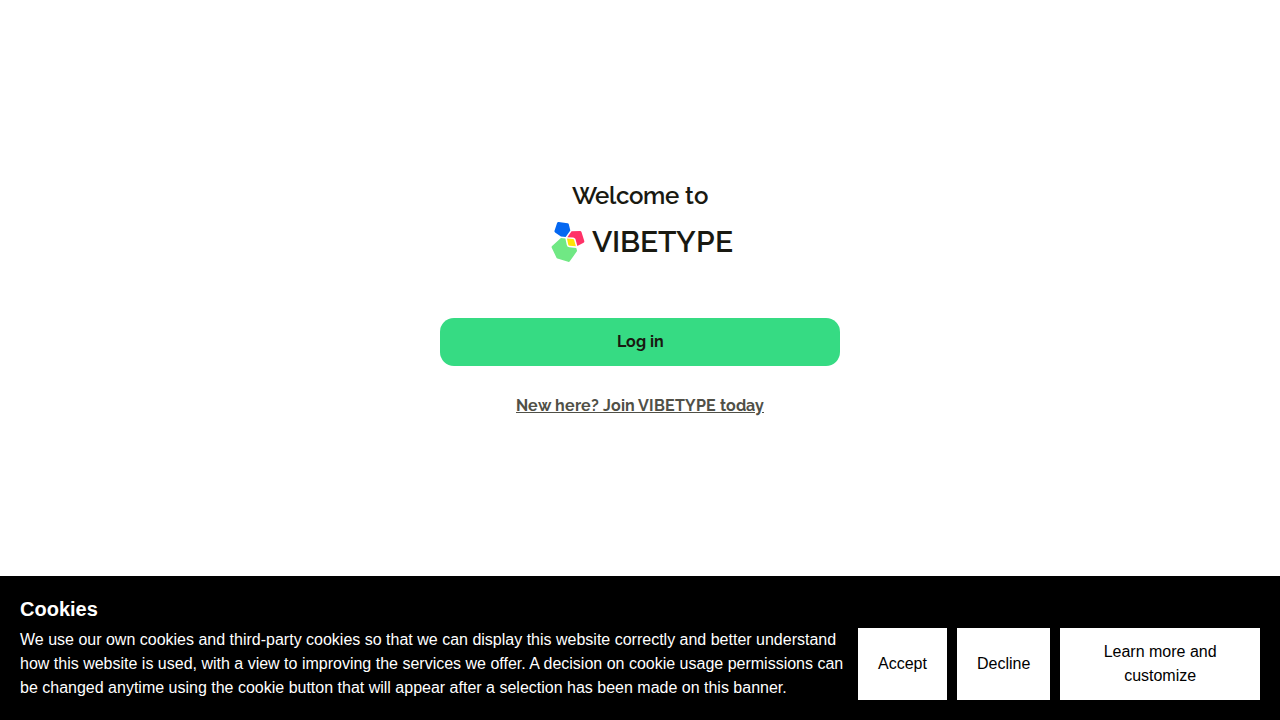 Welcome to
VIBETYPE
Log in
New here? Join VIBETYPE today
Cookies
We use our own cookies and third-party cookies so that we can display this website correctly and better understand
how this website is used, with a view to improving the services we offer. A decision on cookie usage permissions can
be changed anytime using the cookie button that will appear after a selection has been made on this banner.
Accept
Decline
Learn more and
customize